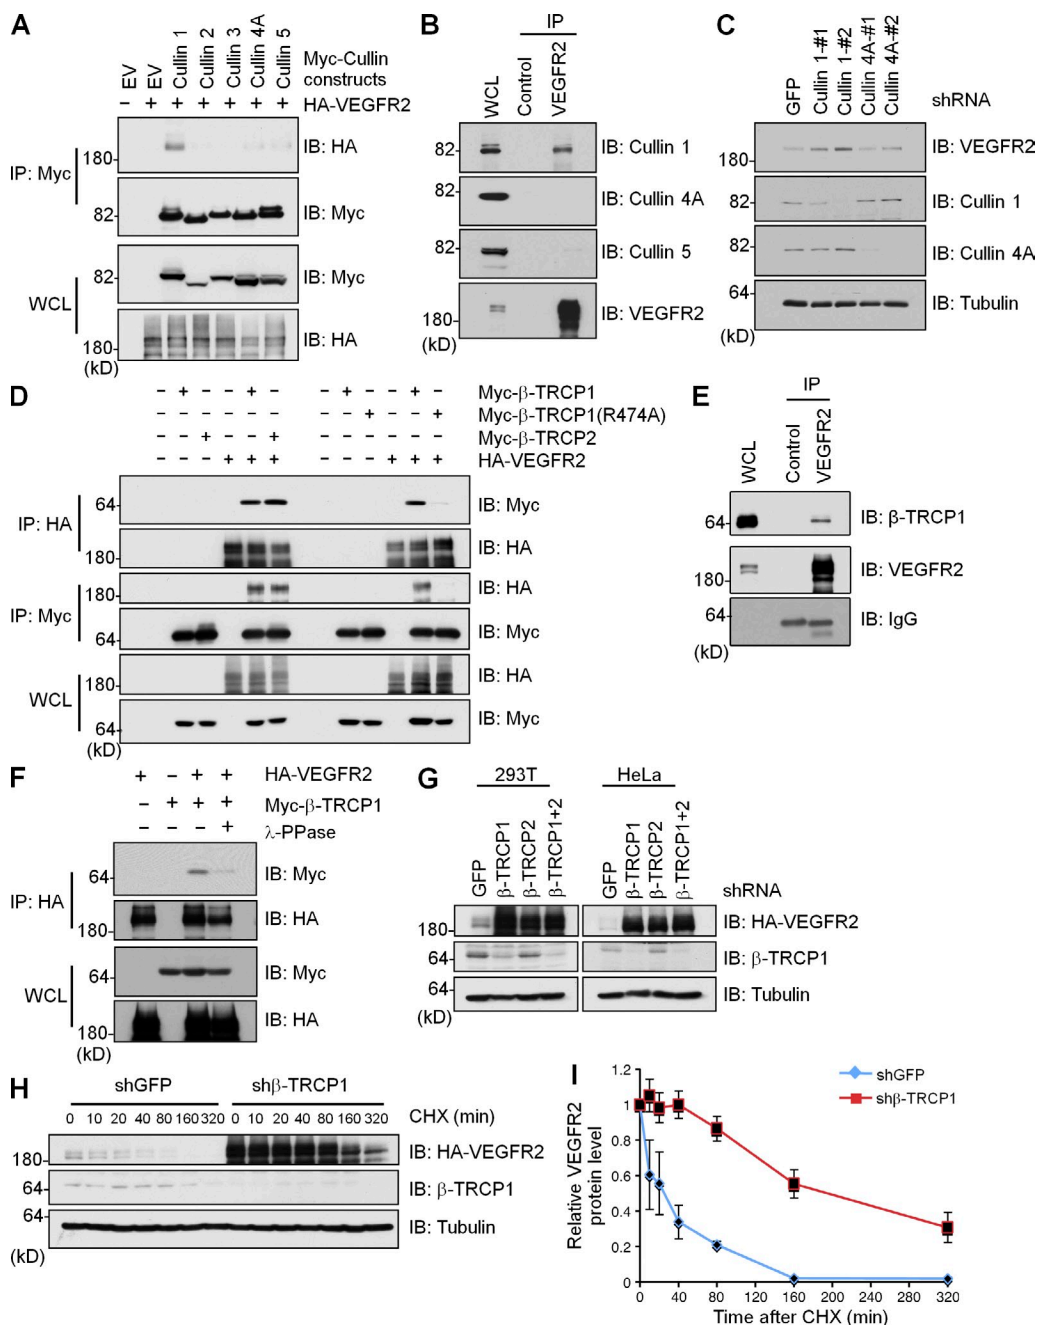 A
EV
EV
Cullin 1
Cullin 2
Cullin 3
Cullin 4A
Cullin 5
Myc-Cullin
constructs
− + + + + + + HA-VEGFR2
IP: Myc
180
IB: HA
82
IB: Myc
WCL
82
IB: Myc
180
IB: HA
(kD)
B
IP
WCL
Control
VEGFR2
82
IB: Cullin 1
82
IB: Cullin 4A
82
IB: Cullin 5
180
IB: VEGFR2
(kD)
C
GFP
Cullin 1-#1
Cullin 1-#2
Cullin 4A-#1
Cullin 4A-#2
shRNA
180
IB: VEGFR2
82
IB: Cullin 1
82
IB: Cullin 4A
64
IB: Tubulin
(kD)
D
− + − − + − − + − − + − Myc-β-TRCP1
− − − − − − − − + − − + Myc-β-TRCP1(R474A)
− − + − − + − − − − − − Myc-β-TRCP2
− − − + + + − − − + + + HA-VEGFR2
IP: HA
64
IB: Myc
180
IB: HA
IP: Myc
180
IB: HA
64
IB: Myc
WCL
180
IB: HA
64
IB: Myc
(kD)
E
IP
WCL
Control
VEGFR2
64
IB: β-TRCP1
180
IB: VEGFR2
64
IB: IgG
(kD)
F
+ − + + HA-VEGFR2
− + + + Myc-β-TRCP1
− − − + λ-PPase
IP: HA
64
IB: Myc
180
IB: HA
WCL
64
IB: Myc
180
IB: HA
(kD)
G
293T
HeLa
GFP
β-TRCP1
β-TRCP2
β-TRCP1+2
GFP
β-TRCP1
β-TRCP2
β-TRCP1+2
shRNA
180
IB: HA-VEGFR2
64
IB: β-TRCP1
64
IB: Tubulin
(kD)
H
shGFP
shβ-TRCP1
0 10 20 40 80 160 320 0 10 20 40 80 160 320 CHX (min)
180
IB: HA-VEGFR2
64
IB: β-TRCP1
64
IB: Tubulin
(kD)
I
shGFP
shβ-TRCP1
Relative VEGFR2
protein level
1.2
1
0.8
0.6
0.4
0.2
0
0 40 80 120 160 200 240 280 320
Time after CHX (min)